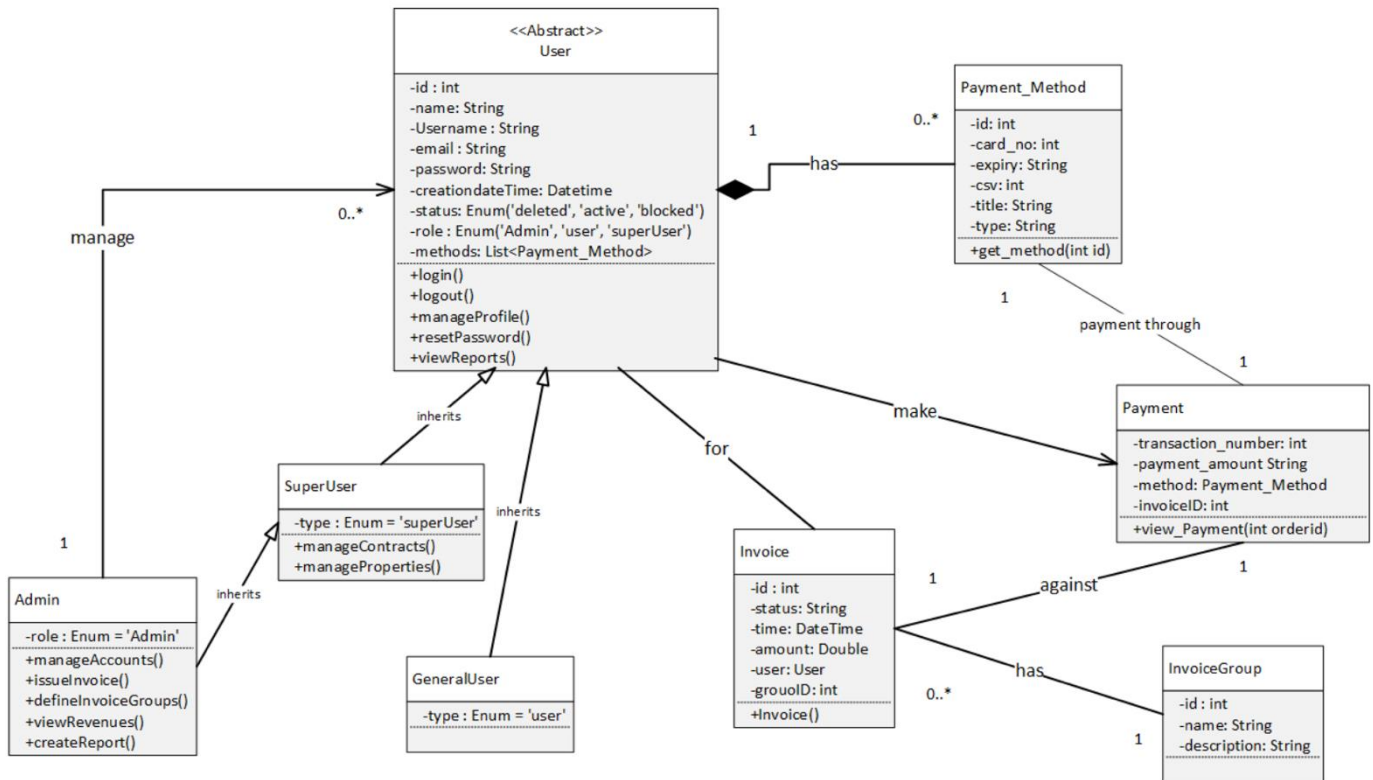 <<Abstract>>
User
-id : int
-name: String
-Username : String
-email : String
-password: String
-creationdateTime: Datetime
-status: Enum('deleted', 'active', 'blocked')
-role : Enum('Admin', 'user', 'superUser')
-methods: List<Payment_Method>
+login()
+logout()
+manageProfile()
+resetPassword()
+viewReports()
1
0..*
has
Payment_Method
-id: int
-card_no: int
-expiry: String
-csv: int
-title: String
-type: String
+get_method(int id)
0..*
manage
1
1
payment through
1
make
for
inherits
inherits
inherits
Payment
-transaction_number: int
-payment_amount String
-method: Payment_Method
-invoiceID: int
+view_Payment(int orderid)
SuperUser
-type : Enum = 'superUser'
+manageContracts()
+manageProperties()
Admin
-role : Enum = 'Admin'
+manageAccounts()
+issueInvoice()
+defineInvoiceGroups()
+viewRevenues()
+createReport()
GeneralUser
-type : Enum = 'user'
Invoice
-id : int
-status: String
-time: DateTime
-amount: Double
-user: User
-grouoID: int
+Invoice()
1
against
1
has
0..*
1
InvoiceGroup
-id : int
-name: String
-description: String